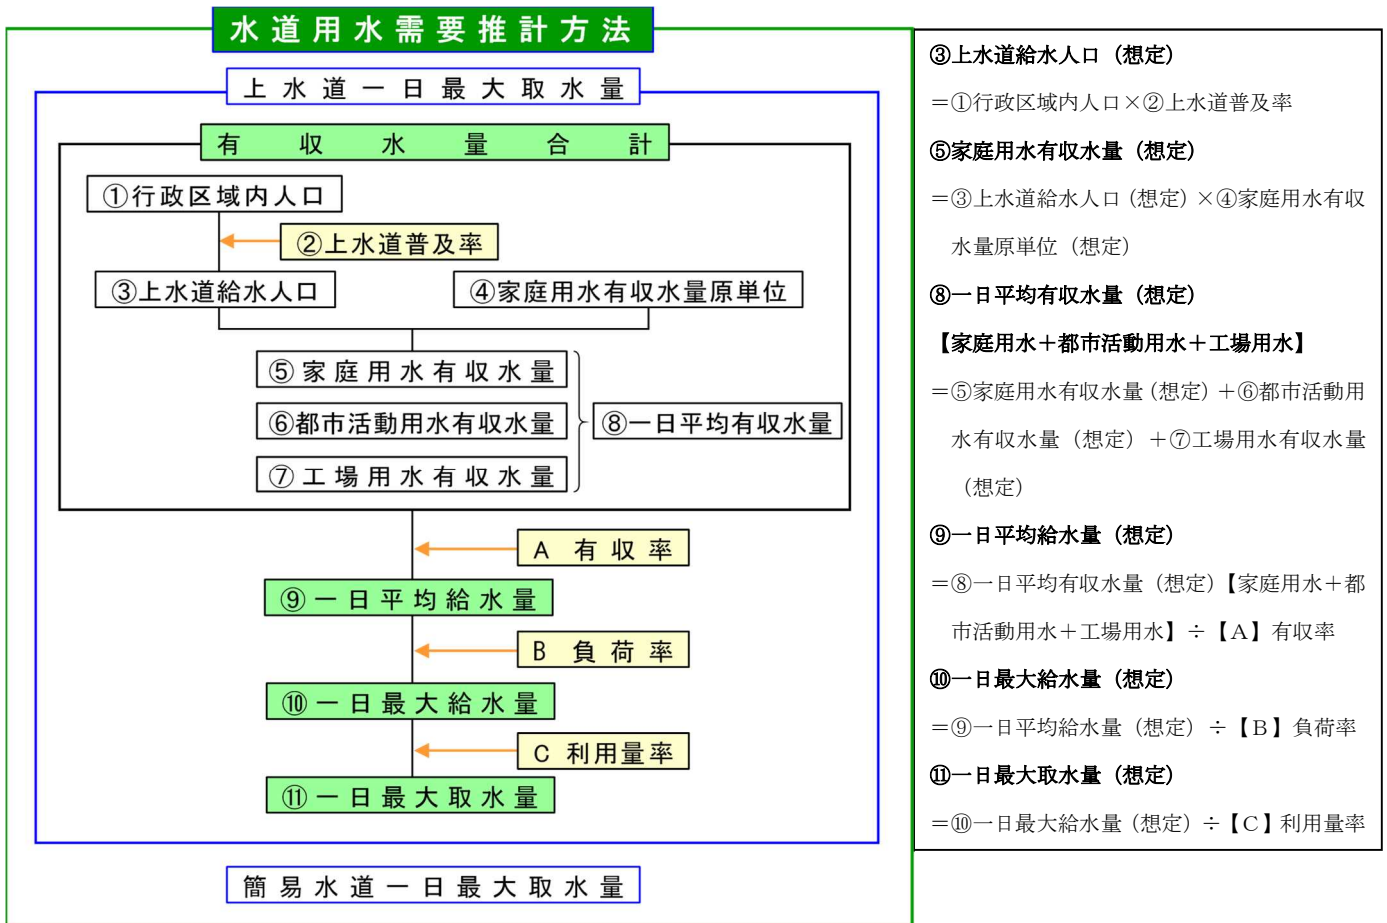 水道用水需要推計方法
上水道一日最大取水量
有収水量合計
①行政区域内人口
②上水道普及率
③上水道給水人口
④家庭用水有収水量原単位
⑤家庭用水有収水量
⑥都市活動用水有収水量
⑧一日平均有収水量
⑦工場用水有収水量
A 有収率
⑨一日平均給水量
B 負荷率
⑩一日最大給水量
C 利用量率
⑪一日最大取水量
簡易水道一日最大取水量
③上水道給水人口（想定）
＝①行政区域内人口×②上水道普及率
⑤家庭用水有収水量（想定）
＝③上水道給水人口（想定）×④家庭用水有収
水量原単位（想定）
⑧一日平均有収水量（想定）
【家庭用水＋都市活動用水＋工場用水】
＝⑤家庭用水有収水量（想定）＋⑥都市活動用
水有収水量（想定）＋⑦工場用水有収水量
（想定）
⑨一日平均給水量（想定）
＝⑧一日平均有収水量（想定）【家庭用水＋都
市活動用水＋工場用水】÷【Ａ】有収率
⑩一日最大給水量（想定）
＝⑨一日平均給水量（想定）÷【Ｂ】負荷率
⑪一日最大取水量（想定）
＝⑩一日最大給水量（想定）÷【Ｃ】利用量率